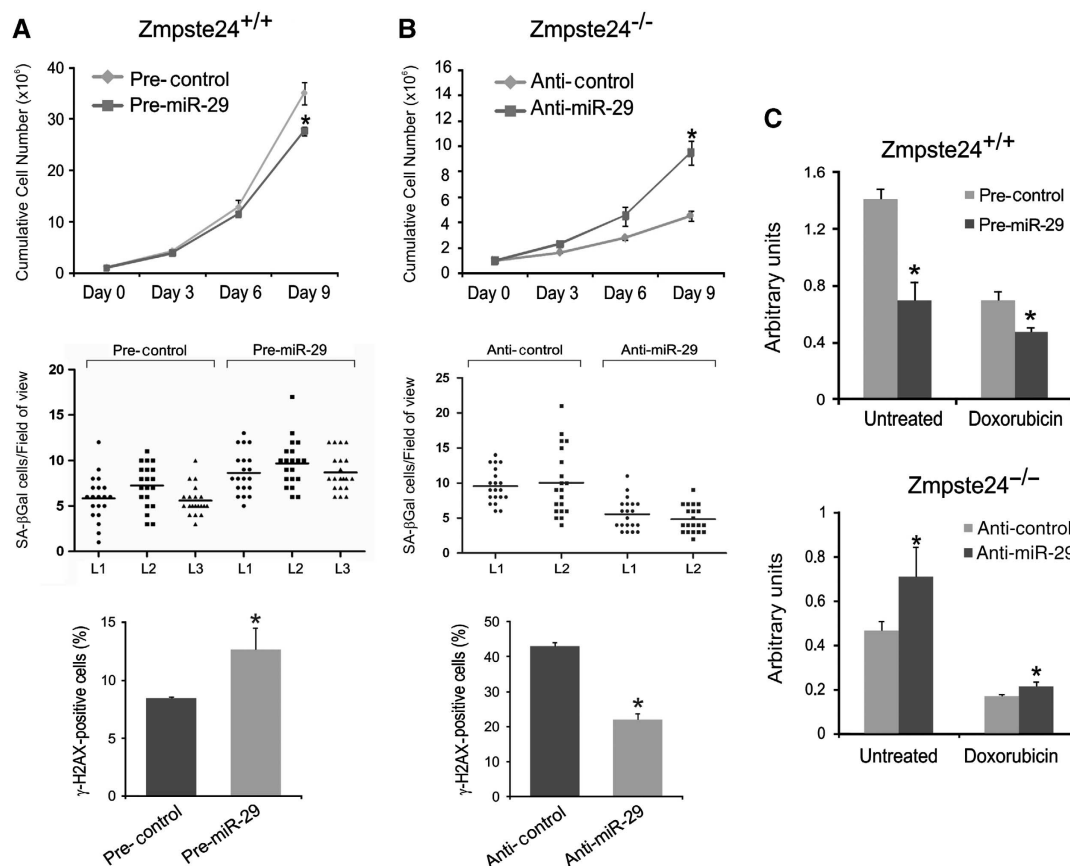 A
Zmpste24+/+
Cumulative Cell Number (x10⁶)
40
30
20
10
0
Pre-control
Pre-miR-29
*
Day 0 Day 3 Day 6 Day 9
SA-βGal cells/Field of view
Pre-control Pre-miR-29
20
15
10
5
0
L1 L2 L3 L1 L2 L3
γ-H2AX-positive cells (%)
15
10
5
0
*
Pre-control Pre-miR-29
B
Zmpste24-/-
Cumulative Cell Number (x10⁶)
16
14
12
10
8
6
4
2
0
Anti-control
Anti-miR-29
*
Day 0 Day 3 Day 6 Day 9
SA-βGal cells/Field of view
Anti-control Anti-miR-29
25
20
15
10
5
0
L1 L2 L1 L2
γ-H2AX-positive cells (%)
50
40
30
20
10
0
*
Anti-control Anti-miR-29
C
Zmpste24+/+
Arbitrary units
1.6
1.2
0.8
0.4
0
Pre-control
Pre-miR-29
*
*
Untreated Doxorubicin
Zmpste24–/–
Arbitrary units
1
0.8
0.6
0.4
0.2
0
Anti-control
Anti-miR-29
*
*
Untreated Doxorubicin